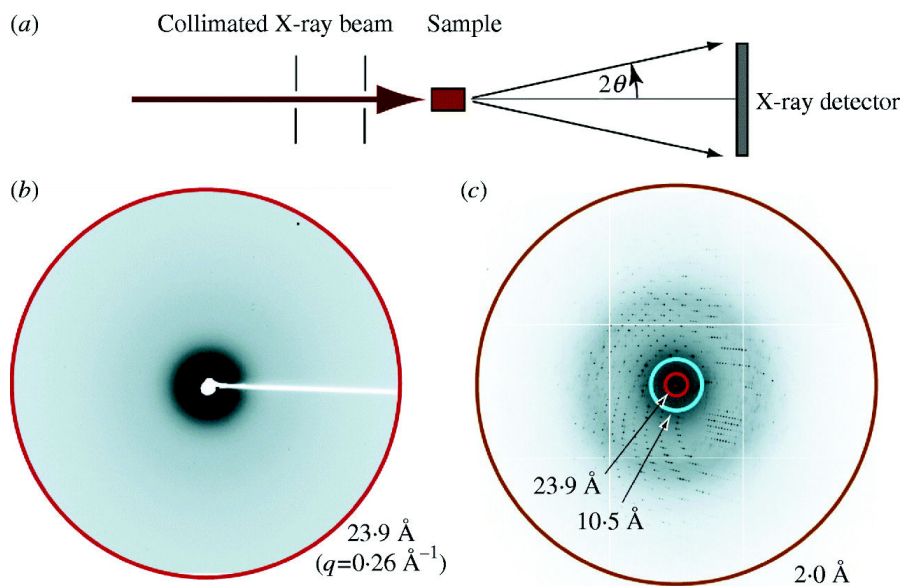 (a)
Collimated X-ray beam
Sample
2θ
X-ray detector
(b)
23·9 Å
(q=0·26 Å⁻¹)
(c)
23·9 Å
10·5 Å
2·0 Å